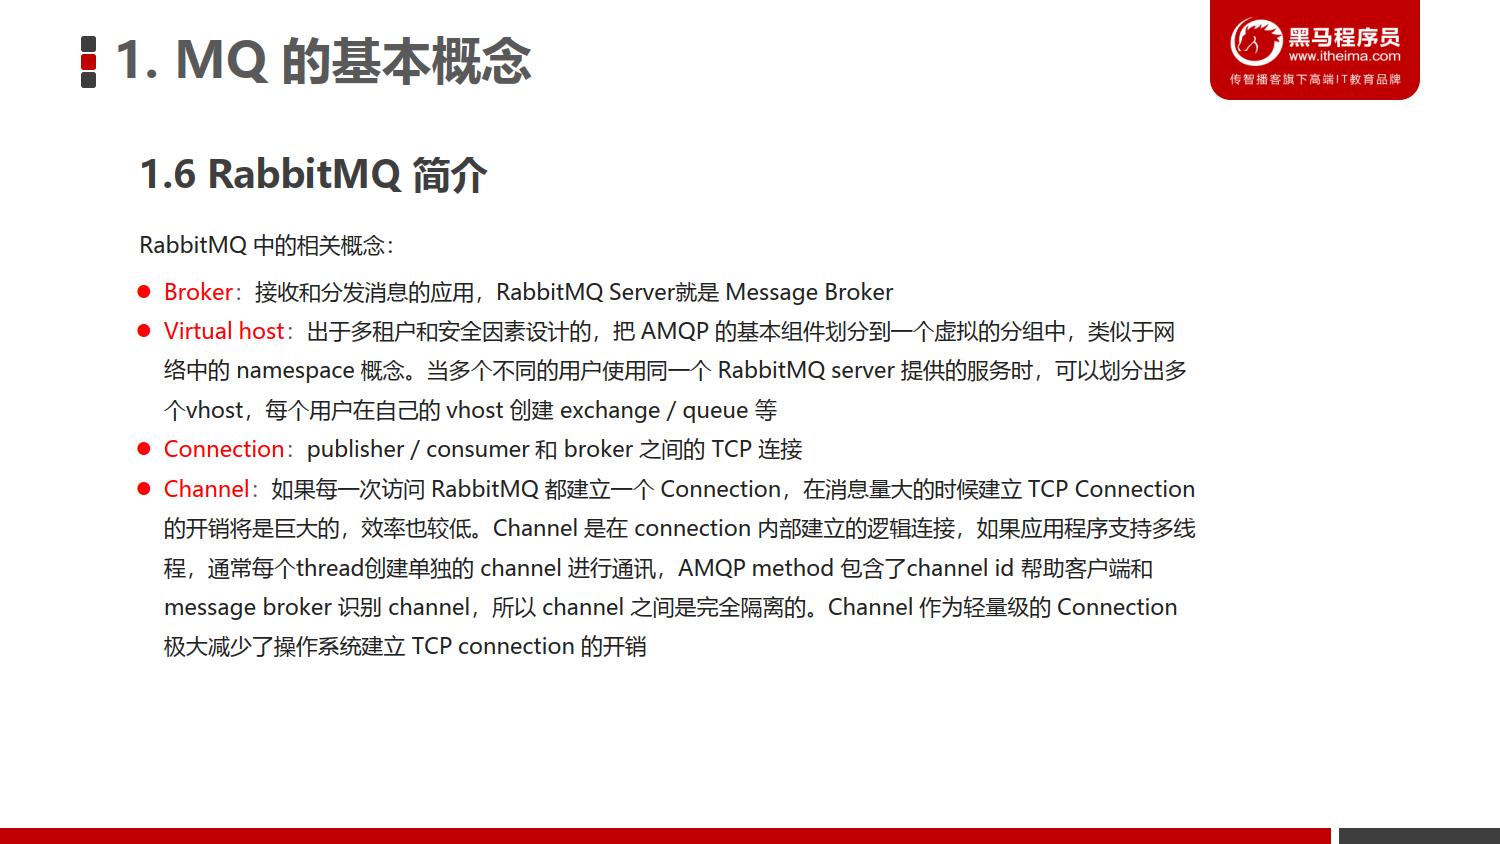 1. MQ 的基本概念
黑马程序员
www.itheima.com
传智播客旗下高端IT教育品牌
1.6 RabbitMQ 简介
RabbitMQ 中的相关概念：
Broker：接收和分发消息的应用，RabbitMQ Server就是 Message Broker
Virtual host：出于多租户和安全因素设计的，把 AMQP 的基本组件划分到一个虚拟的分组中，类似于网
络中的 namespace 概念。当多个不同的用户使用同一个 RabbitMQ server 提供的服务时，可以划分出多
个vhost，每个用户在自己的 vhost 创建 exchange / queue 等
Connection：publisher / consumer 和 broker 之间的 TCP 连接
Channel：如果每一次访问 RabbitMQ 都建立一个 Connection，在消息量大的时候建立 TCP Connection
的开销将是巨大的，效率也较低。Channel 是在 connection 内部建立的逻辑连接，如果应用程序支持多线
程，通常每个thread创建单独的 channel 进行通讯，AMQP method 包含了channel id 帮助客户端和
message broker 识别 channel，所以 channel 之间是完全隔离的。Channel 作为轻量级的 Connection
极大减少了操作系统建立 TCP connection 的开销